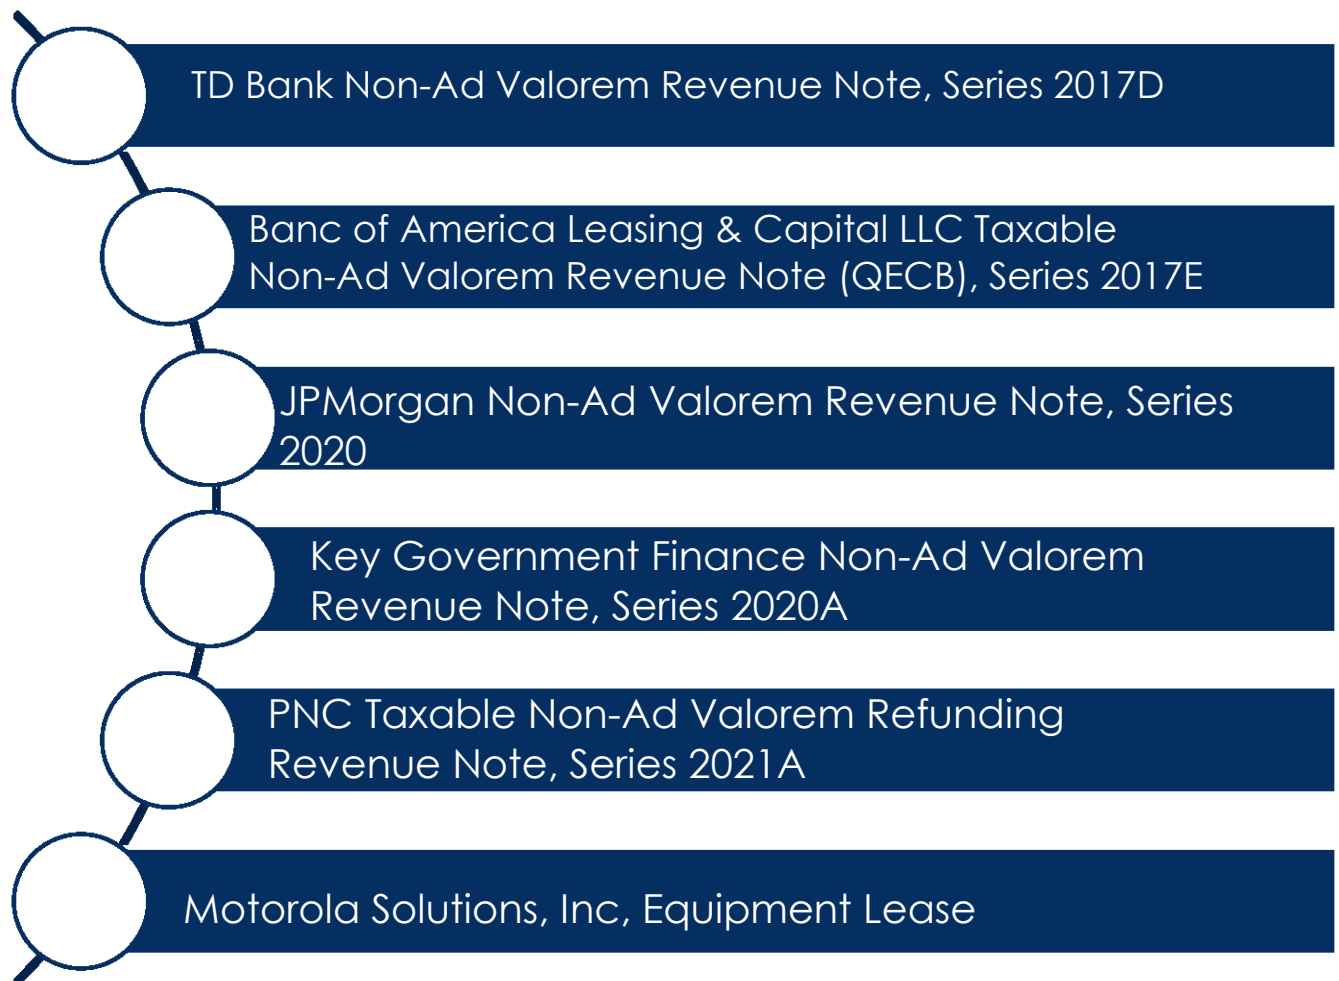 TD Bank Non-Ad Valorem Revenue Note, Series 2017D
Banc of America Leasing & Capital LLC Taxable
Non-Ad Valorem Revenue Note (QECB), Series 2017E
JPMorgan Non-Ad Valorem Revenue Note, Series
2020
Key Government Finance Non-Ad Valorem
Revenue Note, Series 2020A
PNC Taxable Non-Ad Valorem Refunding
Revenue Note, Series 2021A
Motorola Solutions, Inc, Equipment Lease